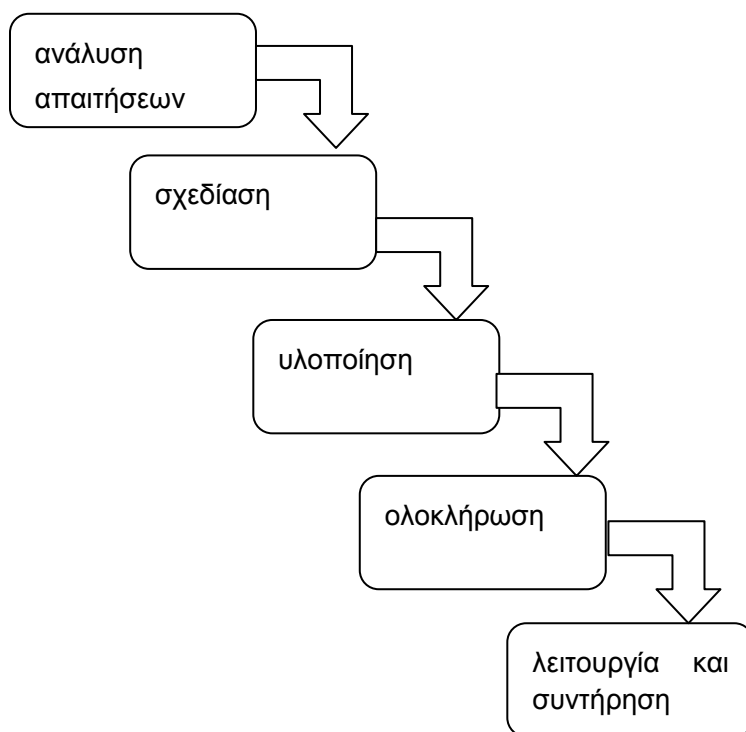 ανάλυση
απαιτήσεων
σχεδίαση
υλοποίηση
ολοκλήρωση
λειτουργία και
συντήρηση